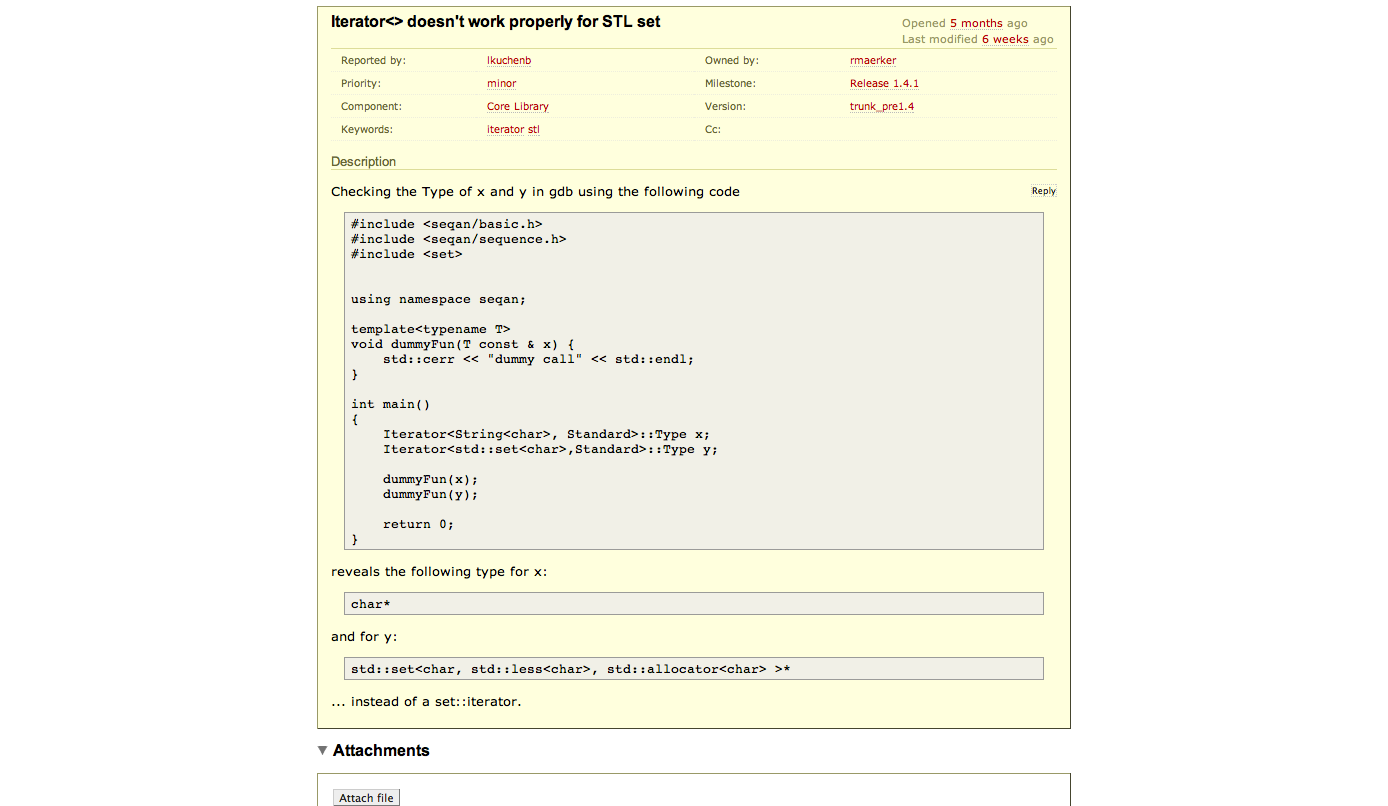 Iterator<> doesn't work properly for STL set
Opened 5 months ago
Last modified 6 weeks ago
Reported by: lkuchenb Owned by: rmaerker
Priority: minor Milestone: Release 1.4.1
Component: Core Library Version: trunk_pre1.4
Keywords: iterator stl Cc:
Description
Checking the Type of x and y in gdb using the following code
Reply
#include <seqan/basic.h>
#include <seqan/sequence.h>
#include <set>
using namespace seqan;
template<typename T>
void dummyFun(T const & x) {
    std::cerr << "dummy call" << std::endl;
}
int main()
{
    Iterator<String<char>, Standard>::Type x;
    Iterator<std::set<char>,Standard>::Type y;
    dummyFun(x);
    dummyFun(y);
    return 0;
}
reveals the following type for x:
char*
and for y:
std::set<char, std::less<char>, std::allocator<char> >*
... instead of a set::iterator.
Attachments
Attach file